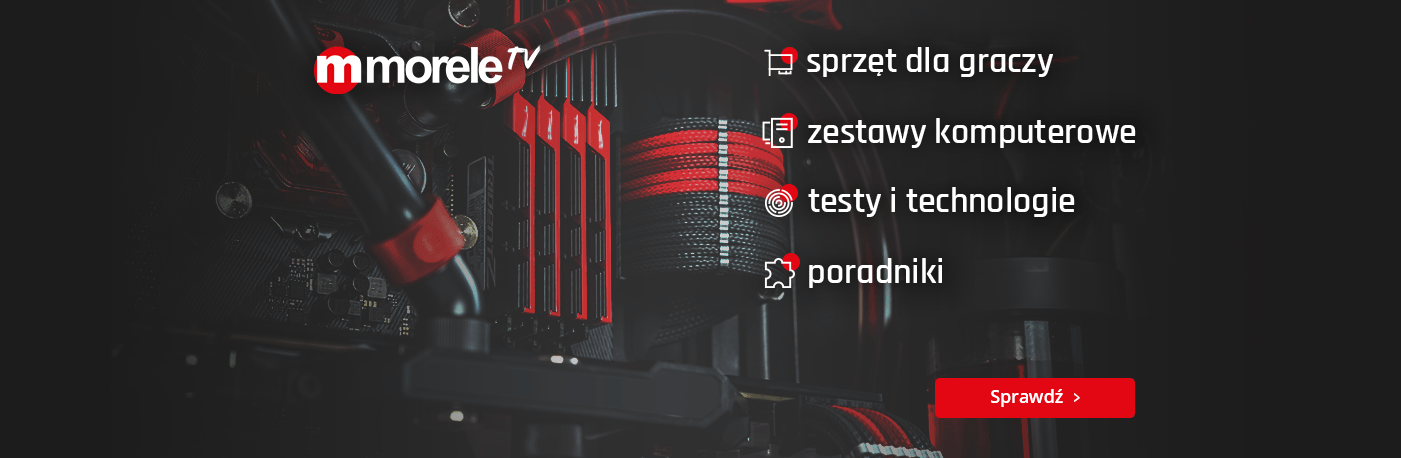 m morele TV
sprzęt dla graczy
zestawy komputerowe
testy i technologie
poradniki
Sprawdź >